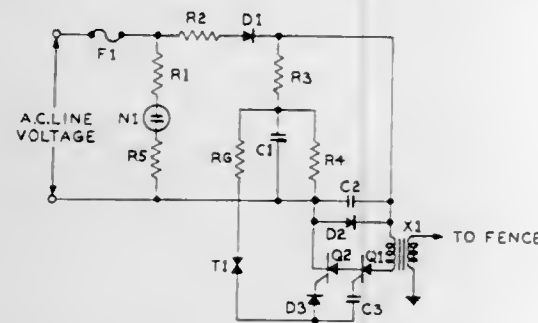 R2
D1
F1
R1
R3
A.C.LINE
VOLTAGE
N1
R5
R6
C1
R4
C2
D2
X1
TO FENCE
T1
Q2
Q1
D3
C3